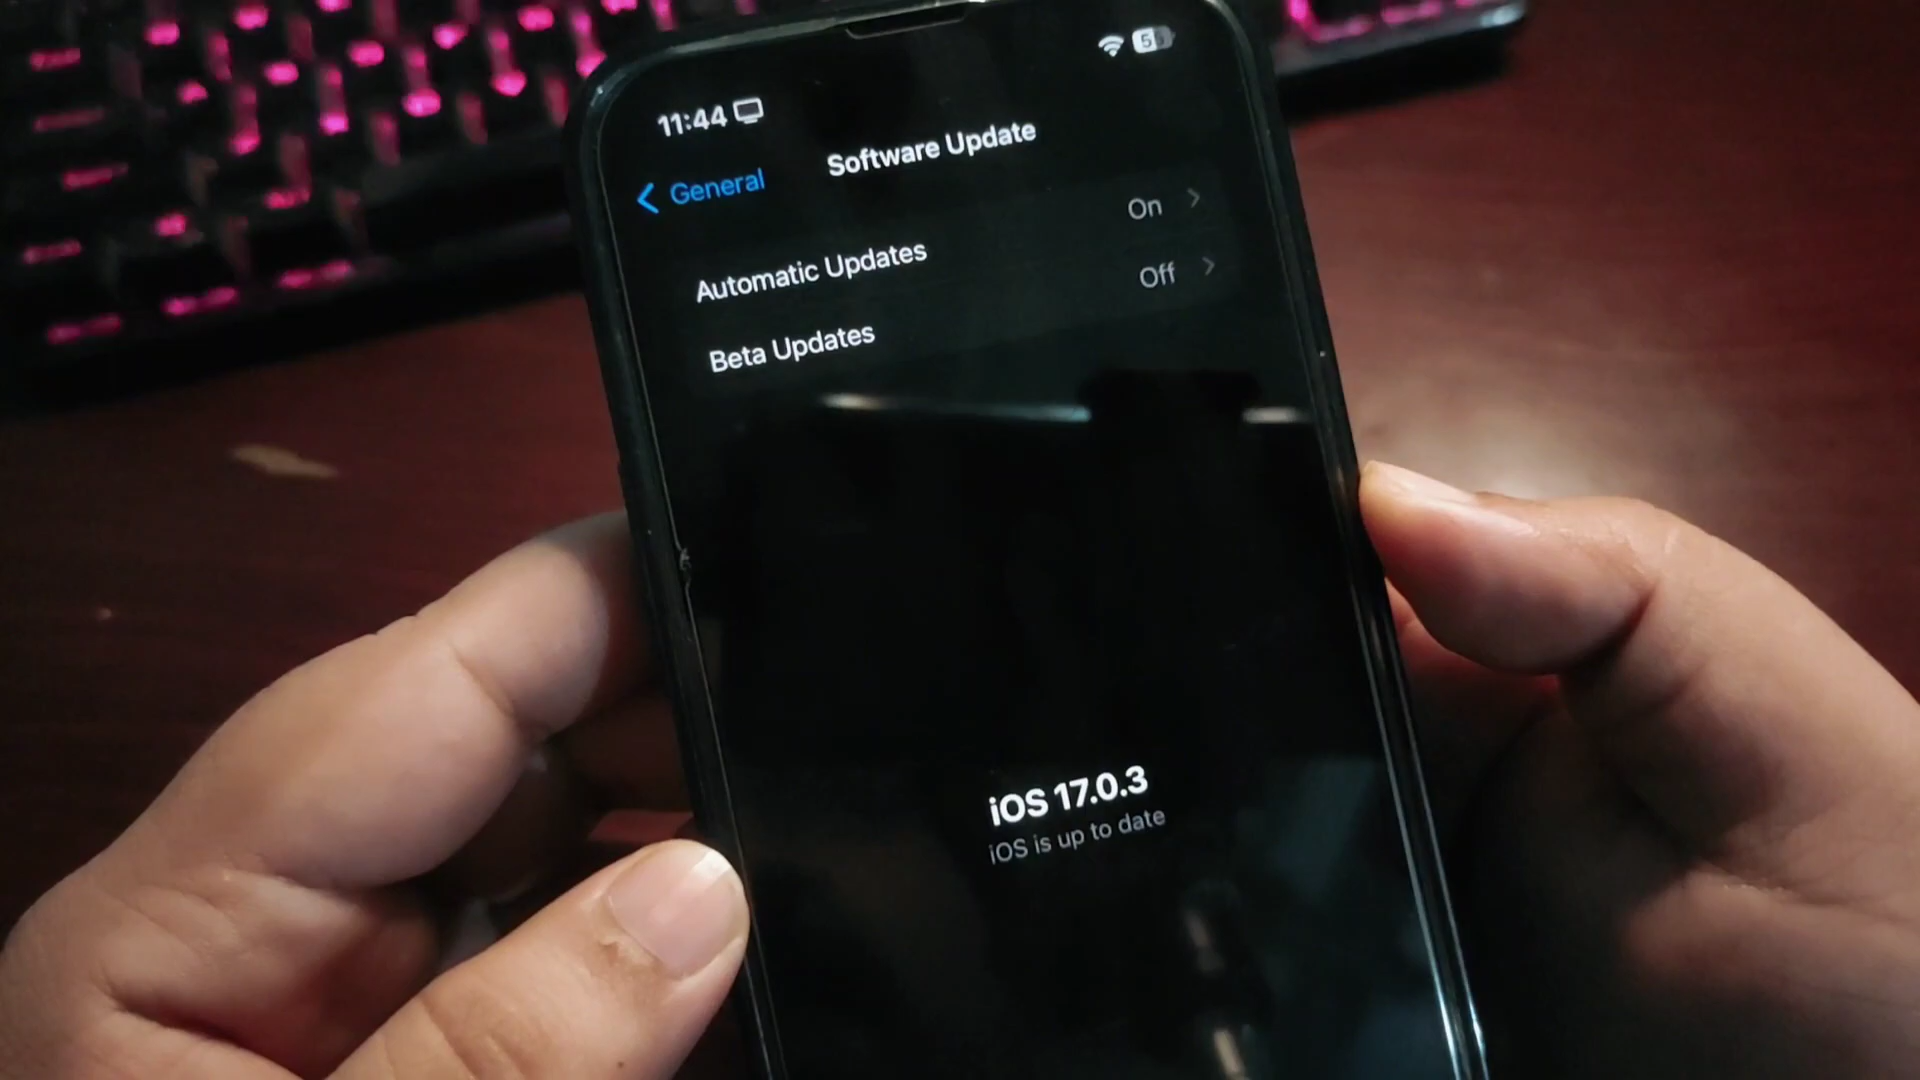 11:44
General
Software Update
Automatic Updates On
Beta Updates Off
iOS 17.0.3
iOS is up to date